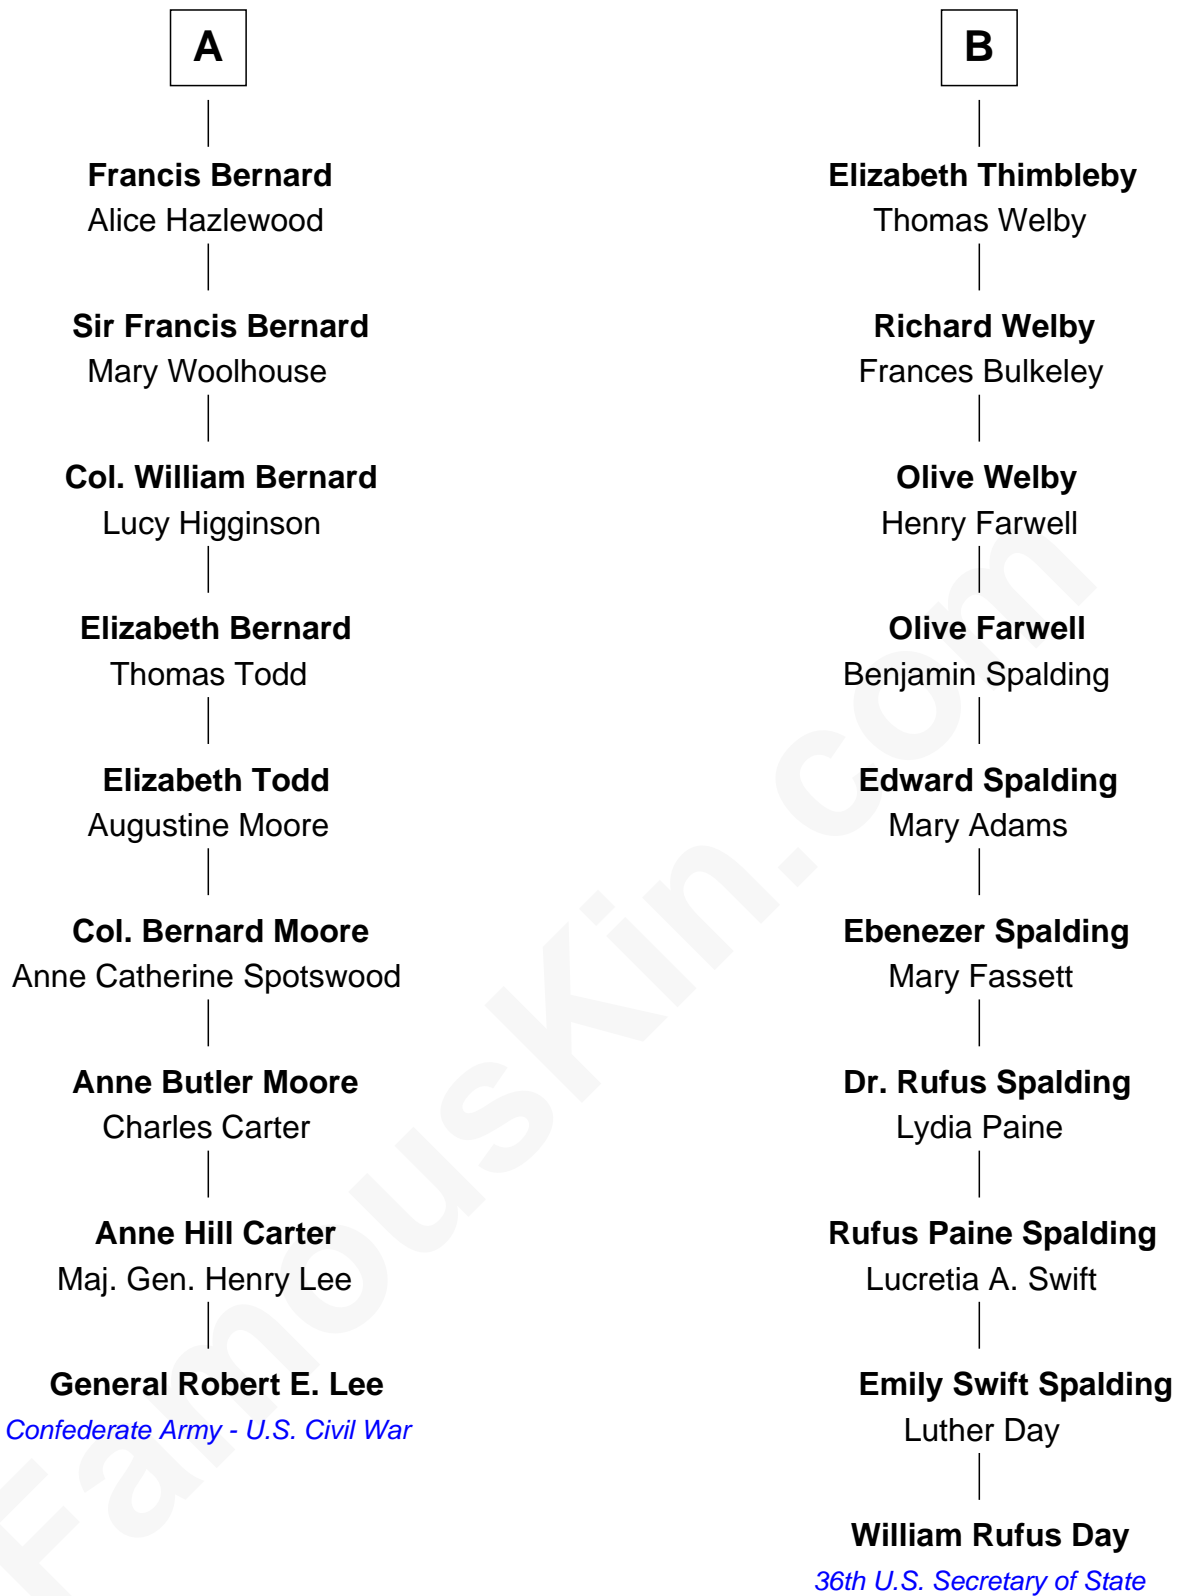 A
Francis Bernard
Alice Hazlewood
Sir Francis Bernard
Mary Woolhouse
Col. William Bernard
Lucy Higginson
Elizabeth Bernard
Thomas Todd
Elizabeth Todd
Augustine Moore
Col. Bernard Moore
Anne Catherine Spotswood
Anne Butler Moore
Charles Carter
Anne Hill Carter
Maj. Gen. Henry Lee
General Robert E. Lee
Confederate Army - U.S. Civil War
B
Elizabeth Thimbleby
Thomas Welby
Richard Welby
Frances Bulkeley
Olive Welby
Henry Farwell
Olive Farwell
Benjamin Spalding
Edward Spalding
Mary Adams
Ebenezer Spalding
Mary Fassett
Dr. Rufus Spalding
Lydia Paine
Rufus Paine Spalding
Lucretia A. Swift
Emily Swift Spalding
Luther Day
William Rufus Day
36th U.S. Secretary of State
FamousKin.com